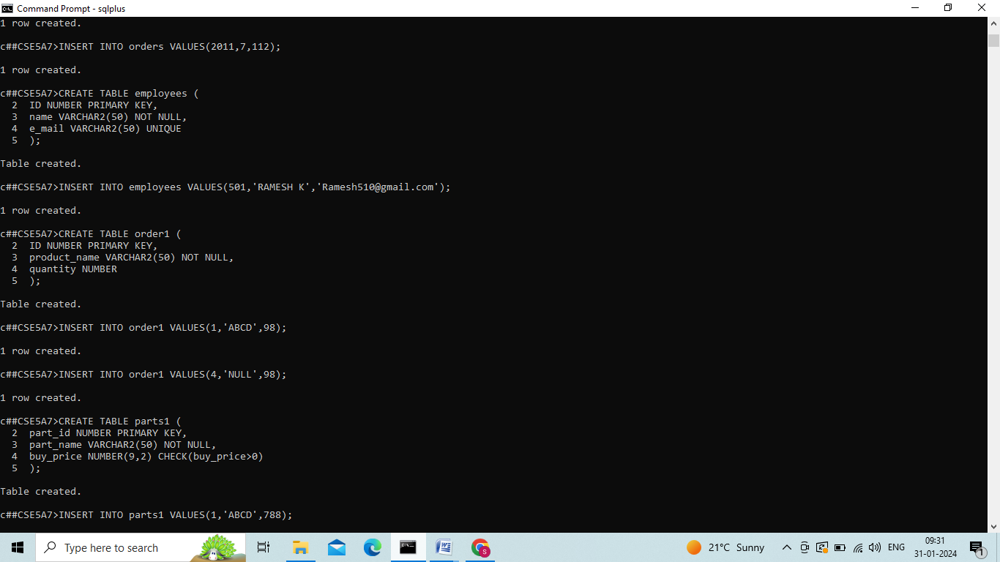 Command Prompt - sqlplus
1 row created.
c##CSE5A7>INSERT INTO orders VALUES(2011,7,112);
1 row created.
c##CSE5A7>CREATE TABLE employees (
2 ID NUMBER PRIMARY KEY,
3 name VARCHAR2(50) NOT NULL,
4 e_mail VARCHAR2(50) UNIQUE
5 );
Table created.
c##CSE5A7>INSERT INTO employees VALUES(501,'RAMESH K','Ramesh510@gmail.com');
1 row created.
c##CSE5A7>CREATE TABLE order1 (
2 ID NUMBER PRIMARY KEY,
3 product_name VARCHAR2(50) NOT NULL,
4 quantity NUMBER
5 );
Table created.
c##CSE5A7>INSERT INTO order1 VALUES(1,'ABCD',98);
1 row created.
c##CSE5A7>INSERT INTO order1 VALUES(4,'NULL',98);
1 row created.
c##CSE5A7>CREATE TABLE parts1 (
2 part_id NUMBER PRIMARY KEY,
3 part_name VARCHAR2(50) NOT NULL,
4 buy_price NUMBER(9,2) CHECK(buy_price>0)
5 );
Table created.
c##CSE5A7>INSERT INTO parts1 VALUES(1,'ABCD',788);
Type here to search
21°C Sunny
ENG
09:31
31-01-2024
1